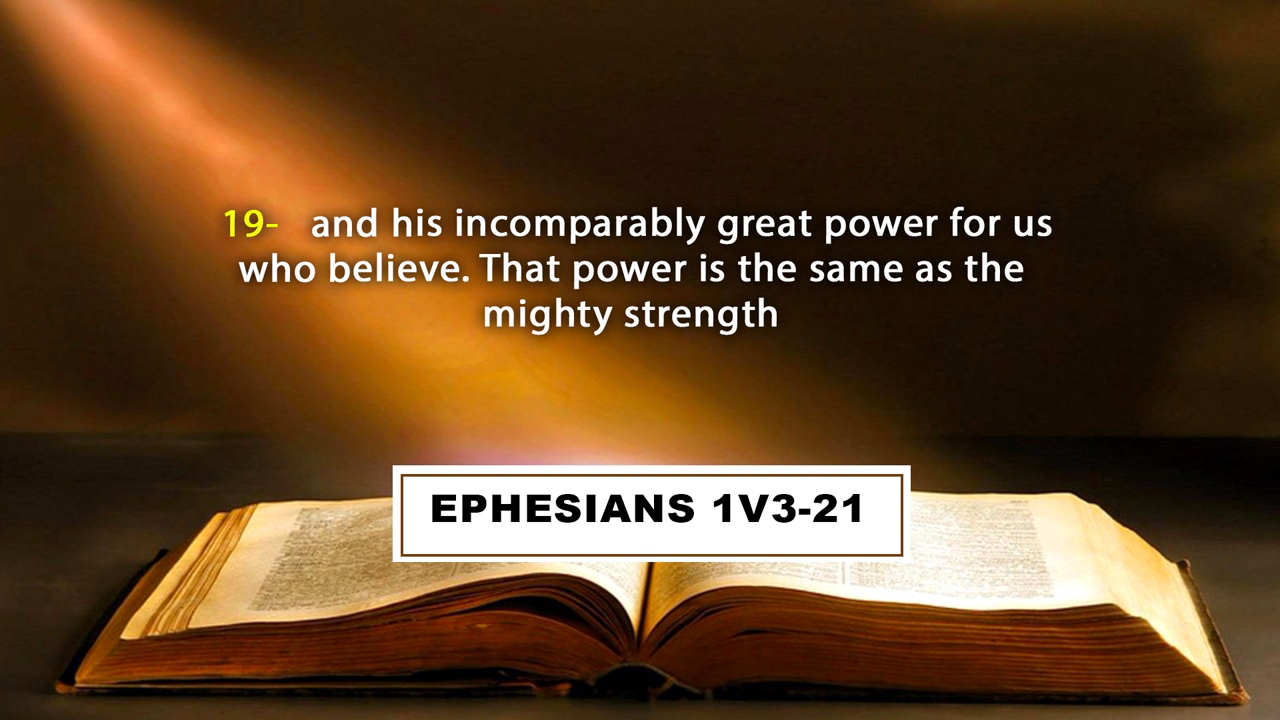 19- and his incomparably great power for us
who believe. That power is the same as the
mighty strength
EPHESIANS 1V3-21